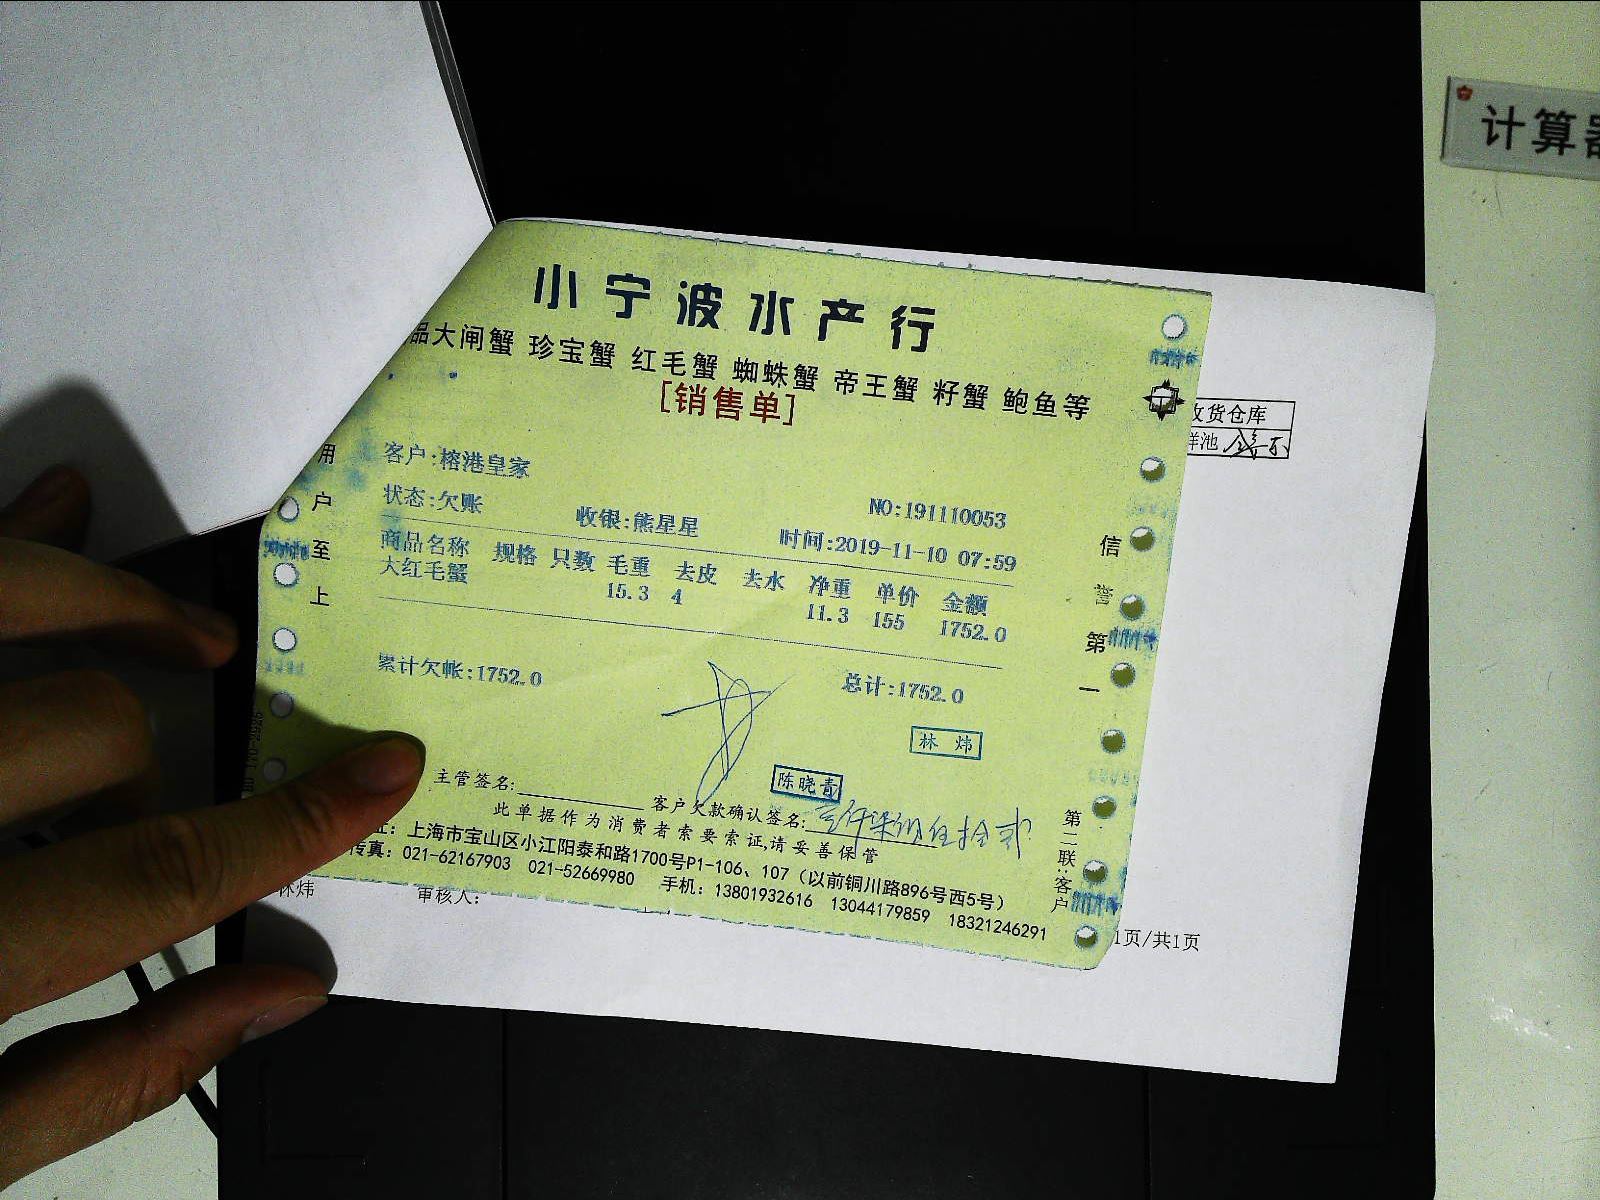 计算
小宁波水产行
品大闸蟹 珍宝蟹 红毛蟹 蜘蛛蟹 帝王蟹 籽蟹 鲍鱼等
[销售单]
收货仓库
鲜池
用户至上
客户:榕港皇家
NO:191110053
状态:欠账 收银:熊星星 时间:2019-11-10 07:59
商品名称 规格 只数 毛重 去皮 去水 净重 单价 金额
大红毛蟹 15.3 4 11.3 155 1752.0
累计欠帐:1752.0 总计:1752.0
信誉第一
林炜
陈晓青
主管签名: 客户欠款确认签名:
此单据作为消费者索要索证,请妥善保管
址: 上海市宝山区小江阳泰和路1700号P1-106、107（以前铜川路896号西5号）
传真: 021-62167903 021-52669980 手机: 13801932616 13044179859 18321246291
第二联:客户
林炜 审核人: 1页/共1页